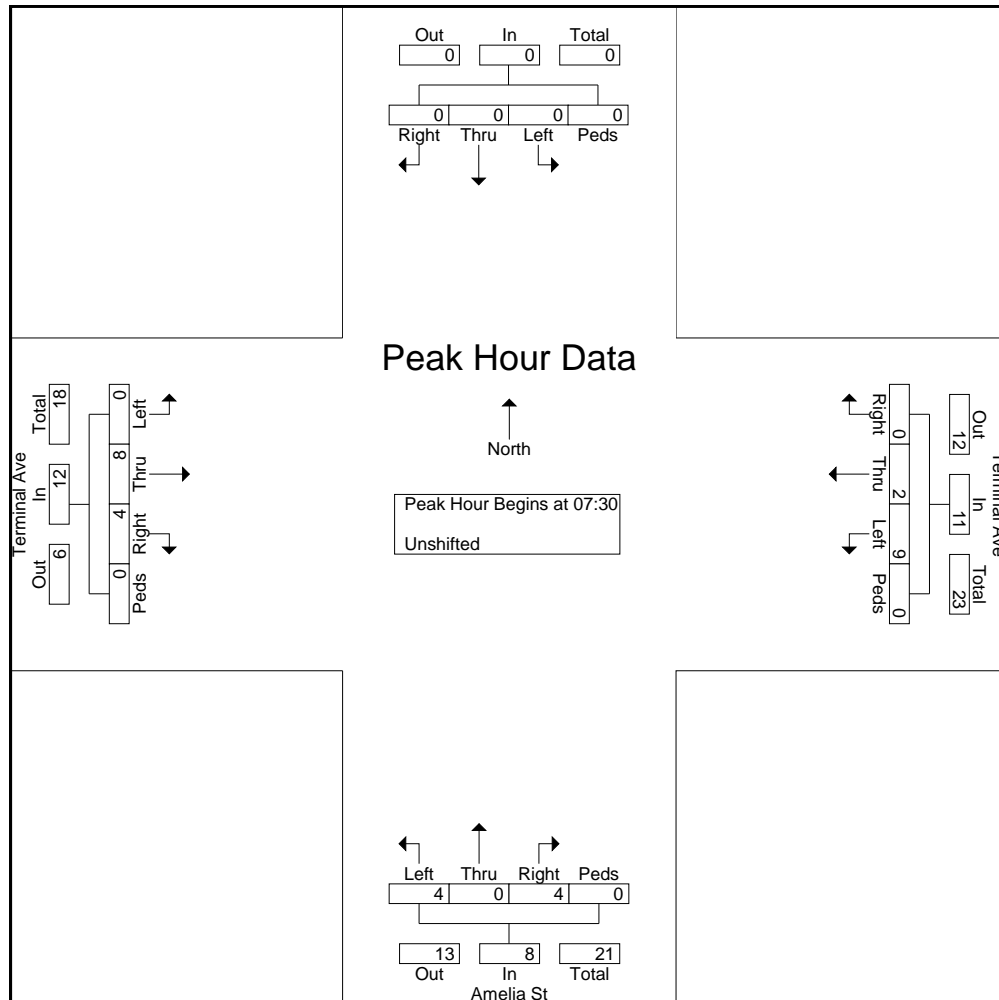 Out In Total
0 0 0
0 0 0 0
Right Thru Left Peds
Peak Hour Data
North
Peak Hour Begins at 07:30
Unshifted
Terminal Ave
Total In Out
18 12 6
0 8 4 0
Left Thru Right Peds
Right Thru Left Peds
0 2 9 0
12 11 23
Out In Total
Terminal Ave
Left Thru Right Peds
4 0 4 0
13 8 21
Out In Total
Amelia St